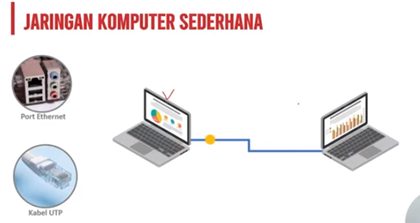 JARINGAN KOMPUTER SEDERHANA
Port Ethernet
Kabel UTP